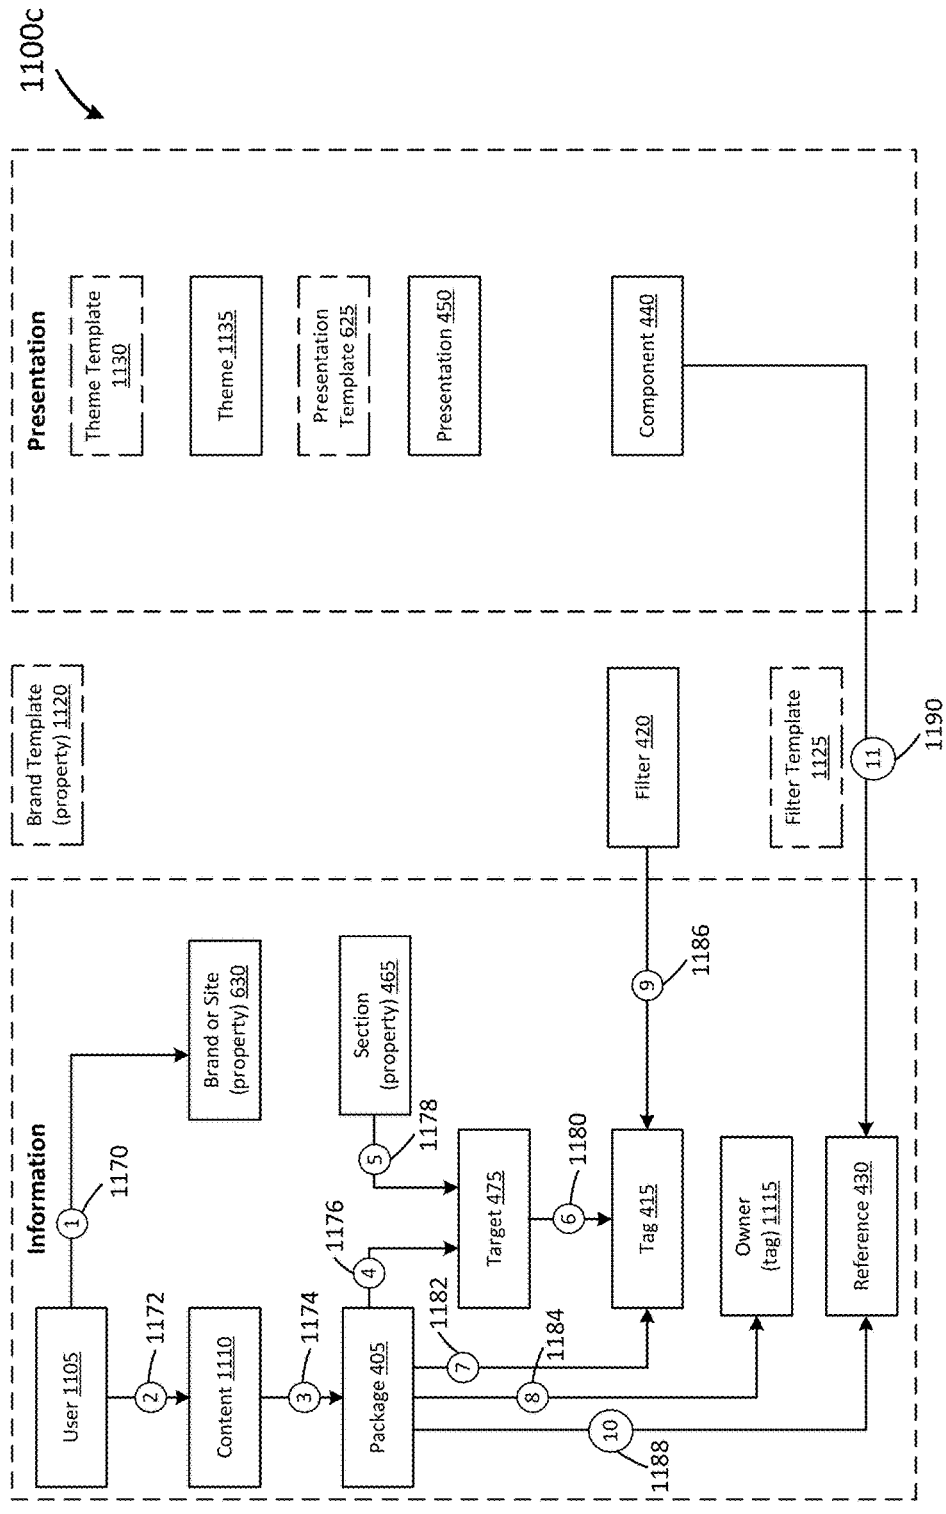 1100c
Information
User 1105
1
1170
2
1172
Brand or Site
(property) 630
Content 1110
3
1174
Package 405
4
1176
Section
(property) 465
5
1178
Target 475
6
1180
7
1182
8
1184
Tag 415
9
1186
Owner
(tag) 1115
10
1188
Reference 430
Brand Template
(property) 1120
Filter 420
Filter Template
1125
11
1190
Presentation
Theme Template
1130
Theme 1135
Presentation
Template 625
Presentation 450
Component 440